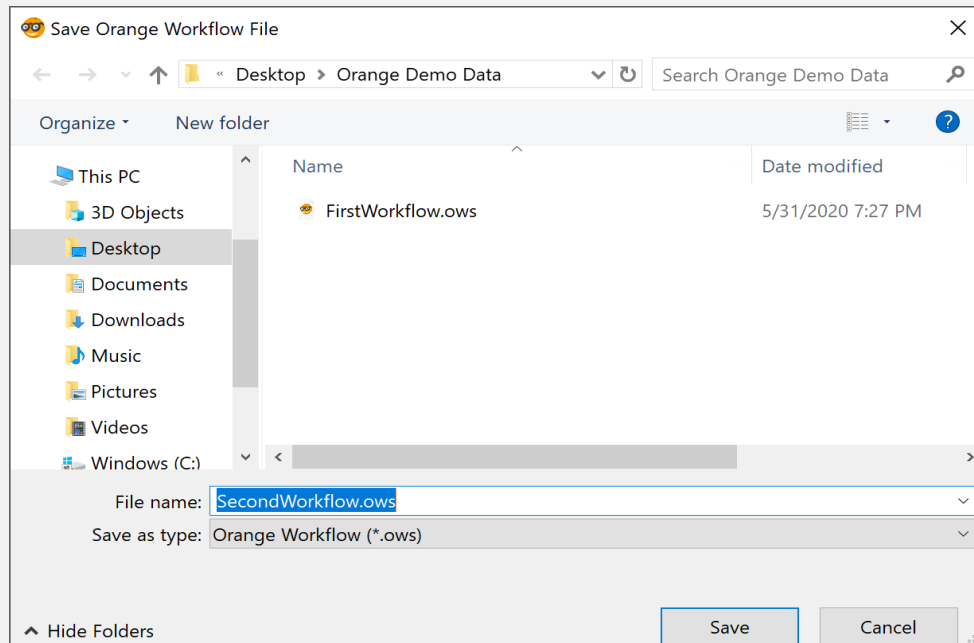 Save Orange Workflow File
« Desktop > Orange Demo Data
Search Orange Demo Data
Organize
New folder
?
Name
Date modified
This PC
3D Objects
Desktop
Documents
Downloads
Music
Pictures
Videos
Windows (C:)
FirstWorkflow.ows
5/31/2020 7:27 PM
File name: SecondWorkflow.ows
Save as type: Orange Workflow (*.ows)
Hide Folders
Save
Cancel